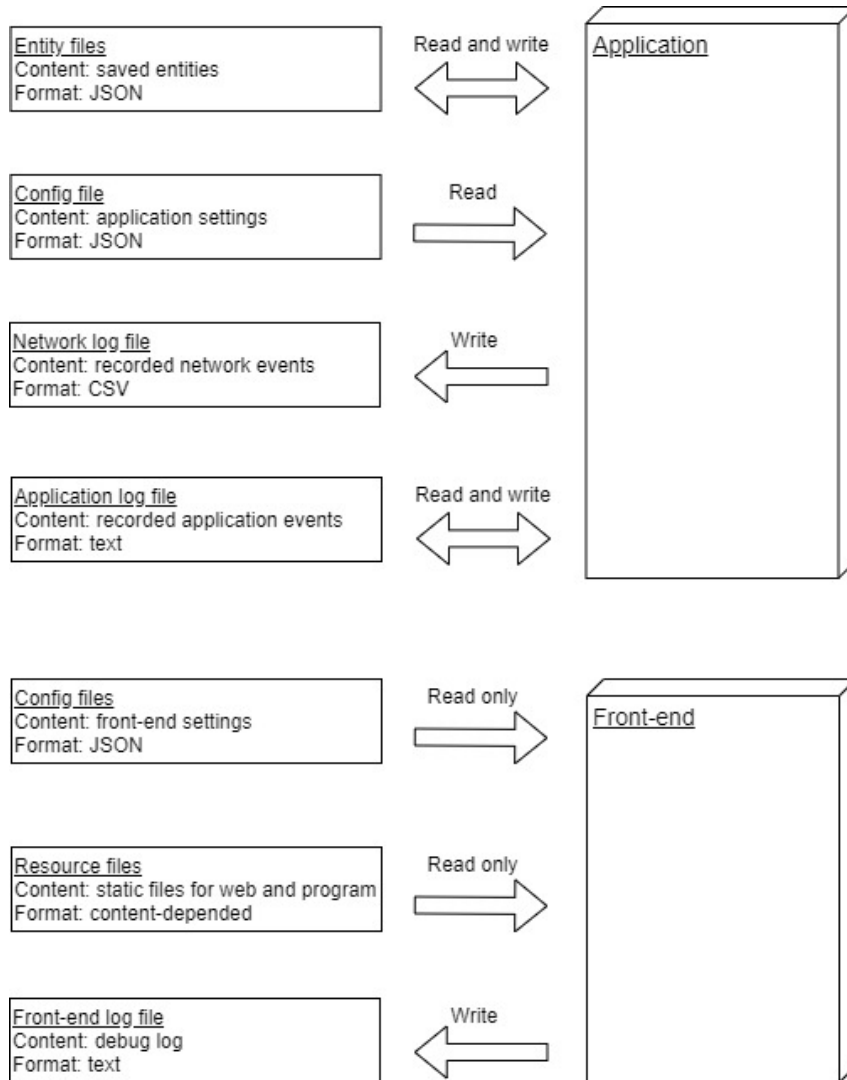 Entity files
Content: saved entities
Format: JSON
Read and write
Application
Config file
Content: application settings
Format: JSON
Read
Network log file
Content: recorded network events
Format: CSV
Write
Application log file
Content: recorded application events
Format: text
Read and write
Config files
Content: front-end settings
Format: JSON
Read only
Front-end
Resource files
Content: static files for web and program
Format: content-depended
Read only
Front-end log file
Content: debug log
Format: text
Write